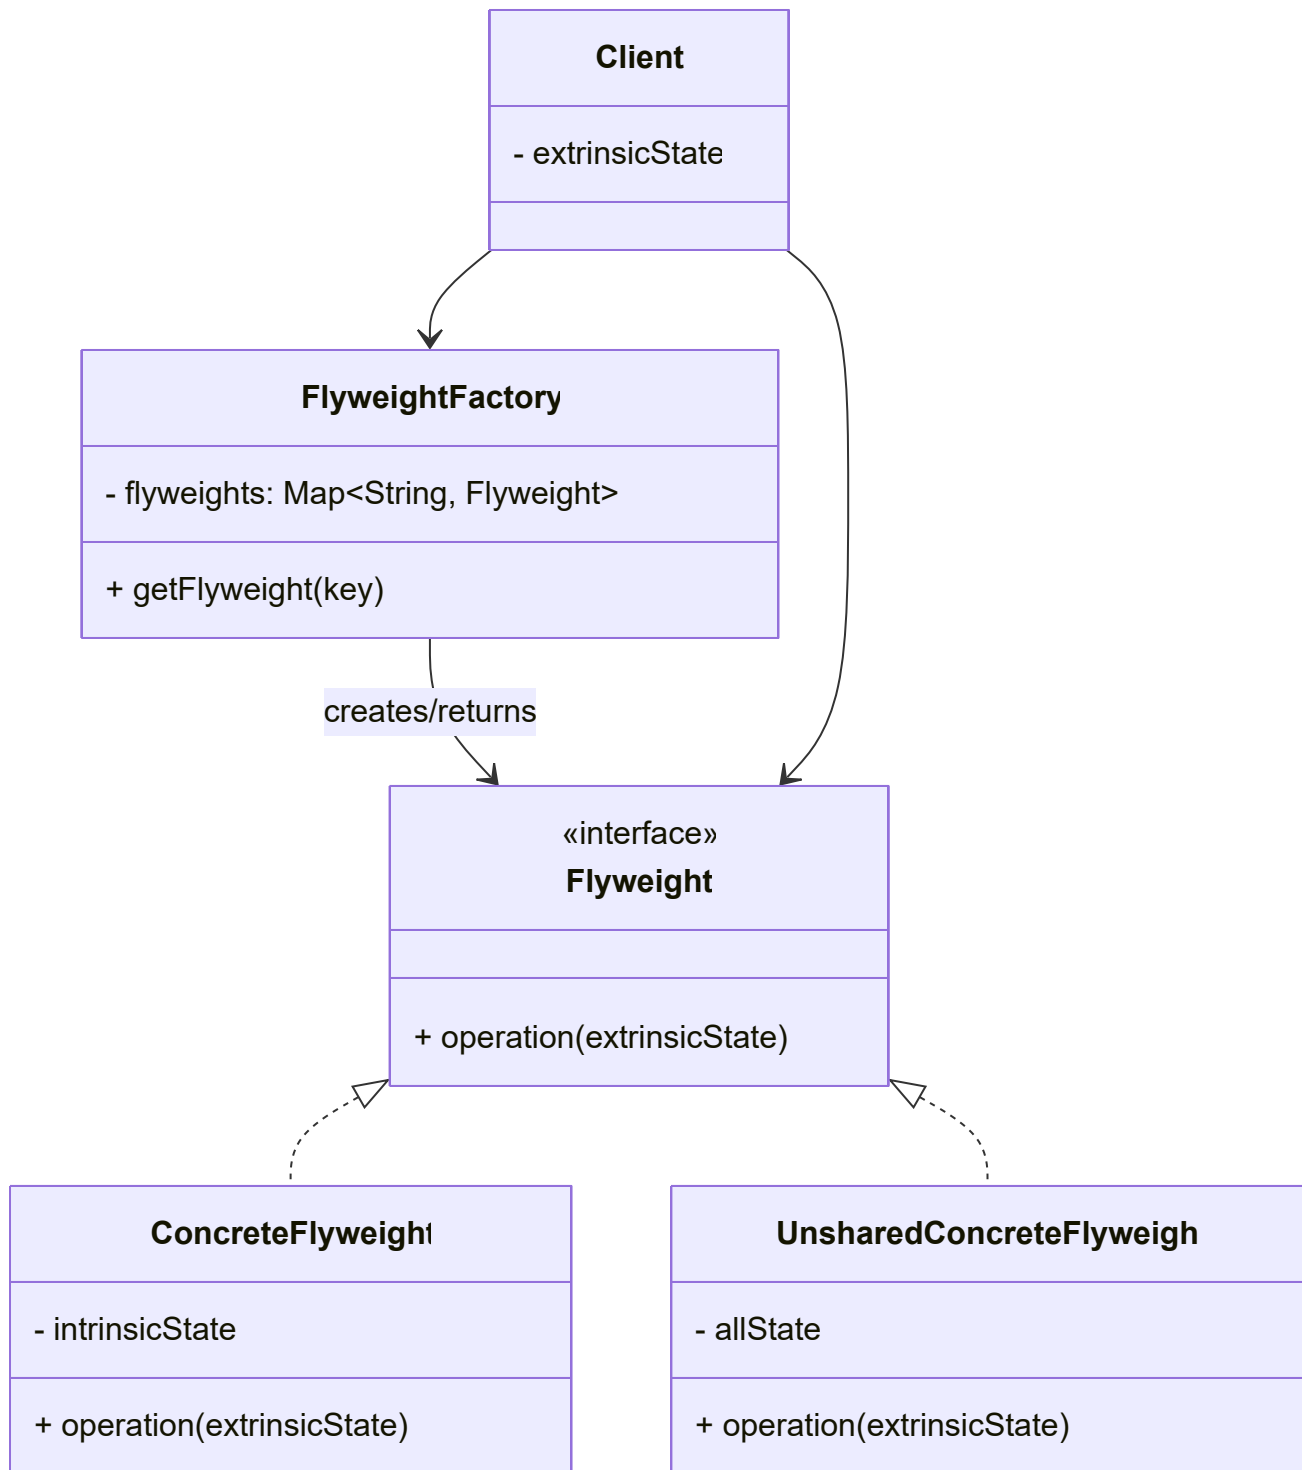 Client
- extrinsicState
FlyweightFactory
- flyweights: Map<String, Flyweight>
+ getFlyweight(key)
creates/returns
«interface»
Flyweight
+ operation(extrinsicState)
ConcreteFlyweight
- intrinsicState
+ operation(extrinsicState)
UnsharedConcreteFlyweigh
- allState
+ operation(extrinsicState)